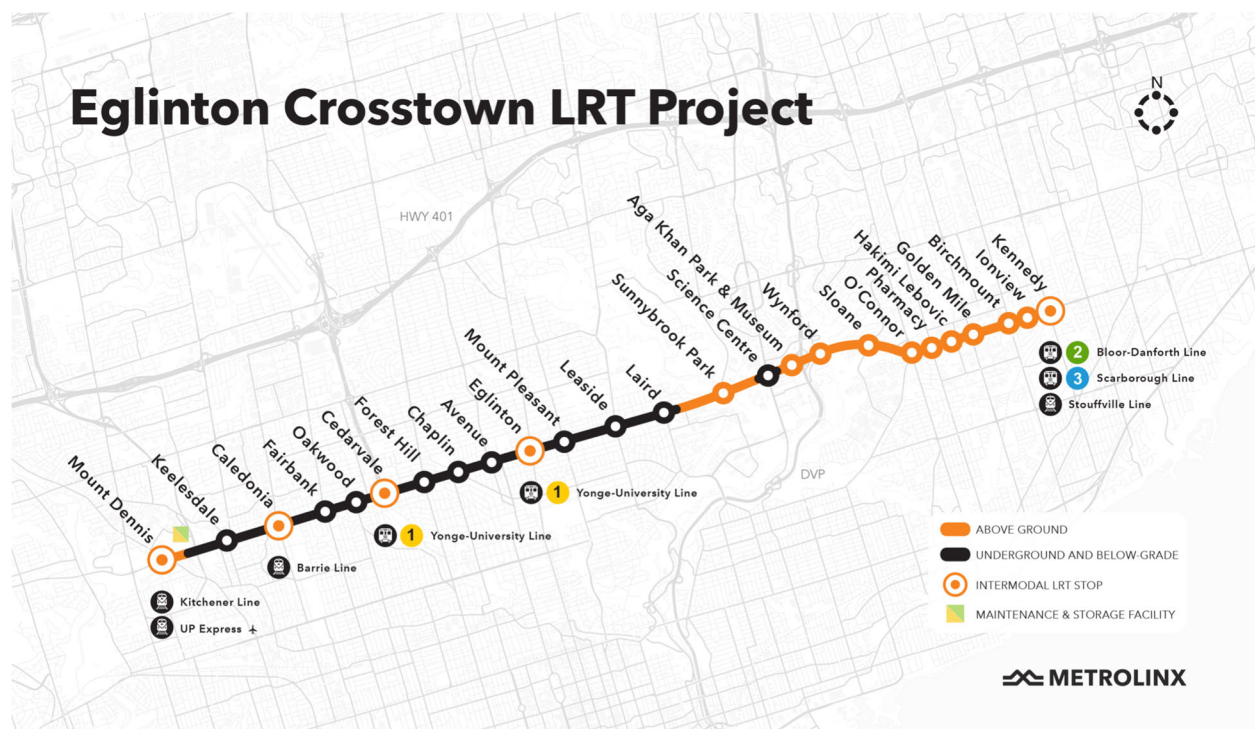 Eglinton Crosstown LRT Project
N
HWY 401
Mount Dennis
Keelesdale
Caledonia
Fairbank
Oakwood
Cedarvale
Forest Hill
Chaplin
Avenue
Eglinton
Mount Pleasant
Leaside
Laird
Sunnybrook Park
Science Centre
Aga Khan Park & Museum
Wynford
Sloane
O'Connor
Pharmacy
Hakimi Lebovic
Golden Mile
Birchmount
Ionview
Kennedy
2 Bloor-Danforth Line
3 Scarborough Line
Stouffville Line
DVP
1 Yonge-University Line
1 Yonge-University Line
Barrie Line
Kitchener Line
UP Express
ABOVE GROUND
UNDERGROUND AND BELOW-GRADE
INTERMODAL LRT STOP
MAINTENANCE & STORAGE FACILITY
METROLINX